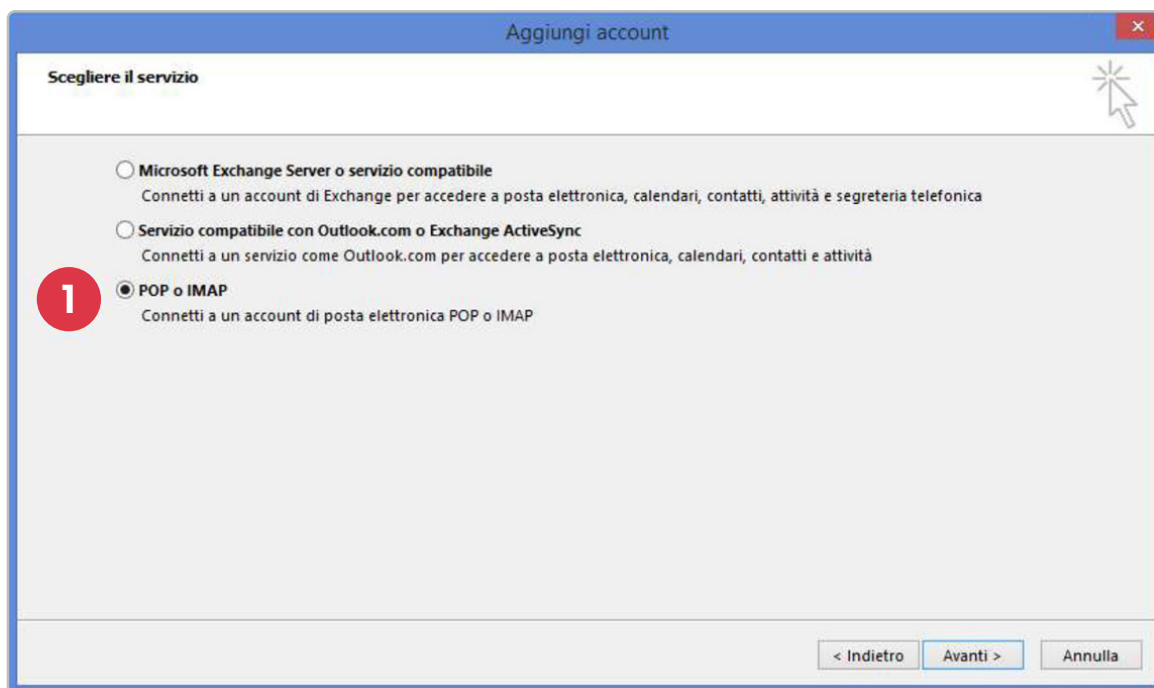 Aggiungi account
Scegliere il servizio
Microsoft Exchange Server o servizio compatibile
Connetti a un account di Exchange per accedere a posta elettronica, calendari, contatti, attività e segreteria telefonica
Servizio compatibile con Outlook.com o Exchange ActiveSync
Connetti a un servizio come Outlook.com per accedere a posta elettronica, calendari, contatti e attività
1 POP o IMAP
Connetti a un account di posta elettronica POP o IMAP
< Indietro Avanti > Annulla